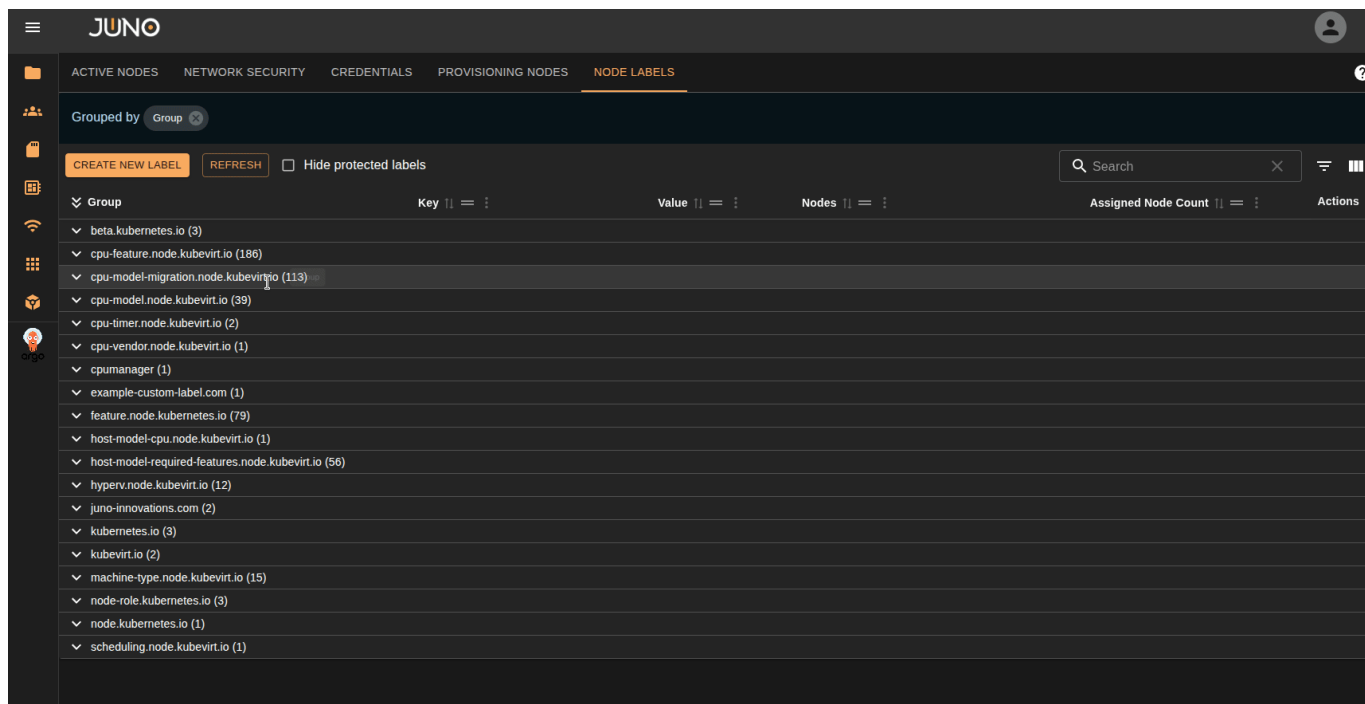 JUNO
ACTIVE NODES NETWORK SECURITY CREDENTIALS PROVISIONING NODES NODE LABELS ?
Grouped by Group
CREATE NEW LABEL REFRESH Hide protected labels Search
Group Key Value Nodes Assigned Node Count Actions
beta.kubernetes.io (3)
cpu-feature.node.kubevirt.io (186)
cpu-model-migration.node.kubevirt.io (113)
cpu-model.node.kubevirt.io (39)
cpu-timer.node.kubevirt.io (2)
cpu-vendor.node.kubevirt.io (1)
argo
cpumanager (1)
example-custom-label.com (1)
feature.node.kubernetes.io (79)
host-model-cpu.node.kubevirt.io (1)
host-model-required-features.node.kubevirt.io (56)
hyperv.node.kubevirt.io (12)
juno-innovations.com (2)
kubernetes.io (3)
kubevirt.io (2)
machine-type.node.kubevirt.io (15)
node-role.kubernetes.io (3)
node.kubernetes.io (1)
scheduling.node.kubevirt.io (1)